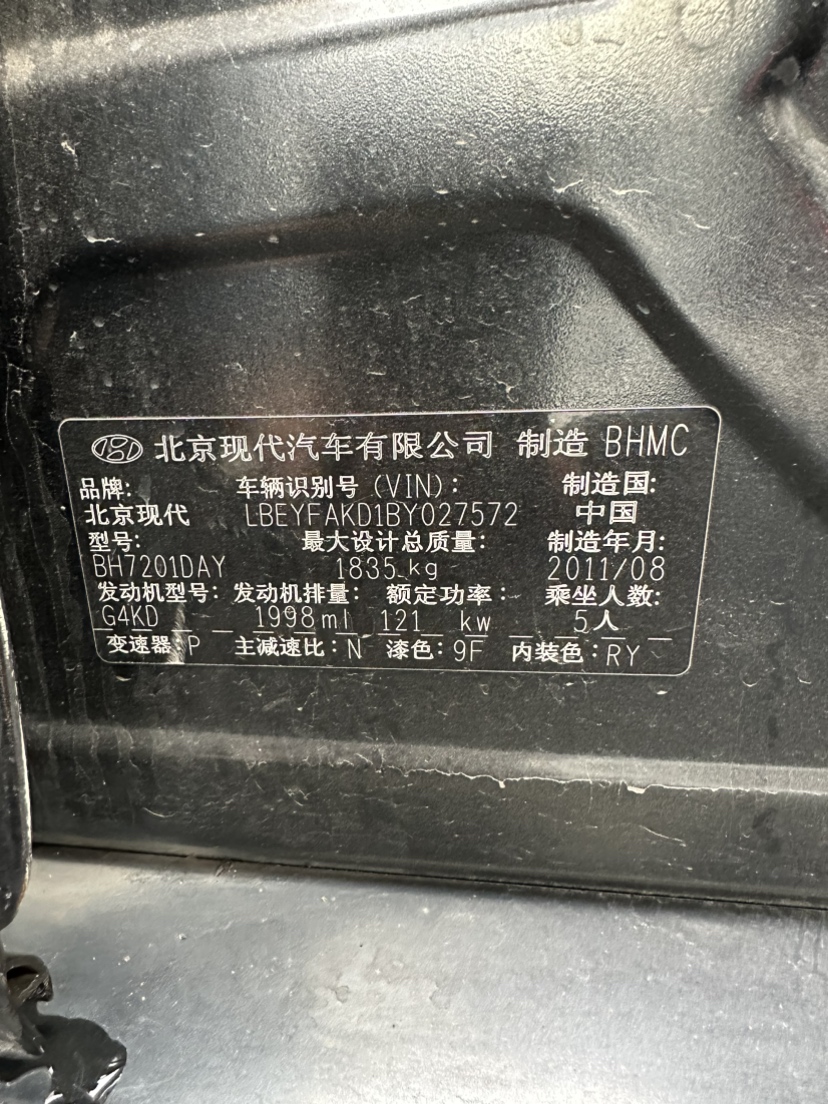 北京现代汽车有限公司 制造 BHMC
品牌: 车辆识别号 (VIN): 制造国:
北京现代 LBEYFAKD1BY027572 中国
型号: 最大设计总质量: 制造年月:
BH7201DAY 1835 kg 2011/08
发动机型号: 发动机排量: 额定功率: 乘坐人数:
G4KD 1998ml 121 kw 5人
变速器:P 主减速比:N 漆色:9F 内装色:RY